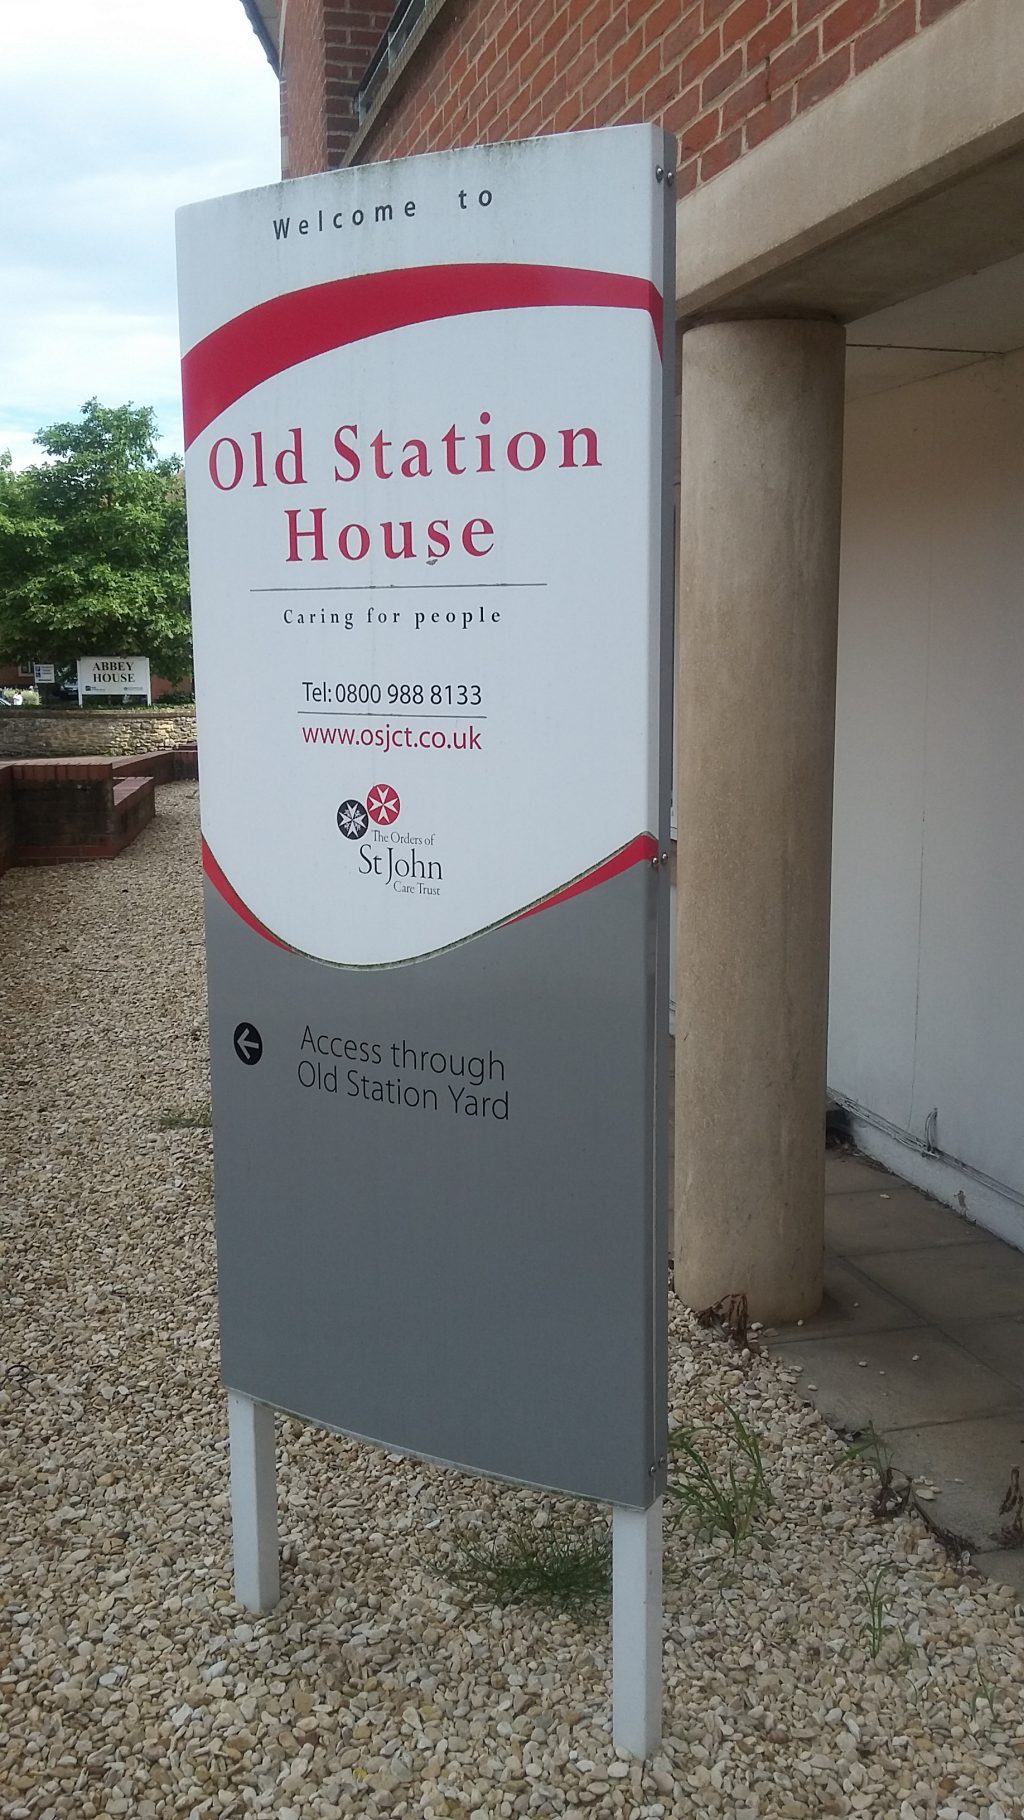 Welcome to
Old Station
House
Caring for people
Tel: 0800 988 8133
www.osjct.co.uk
The Orders of
St John
Care Trust
Access through
Old Station Yard
ABBEY
HOUSE